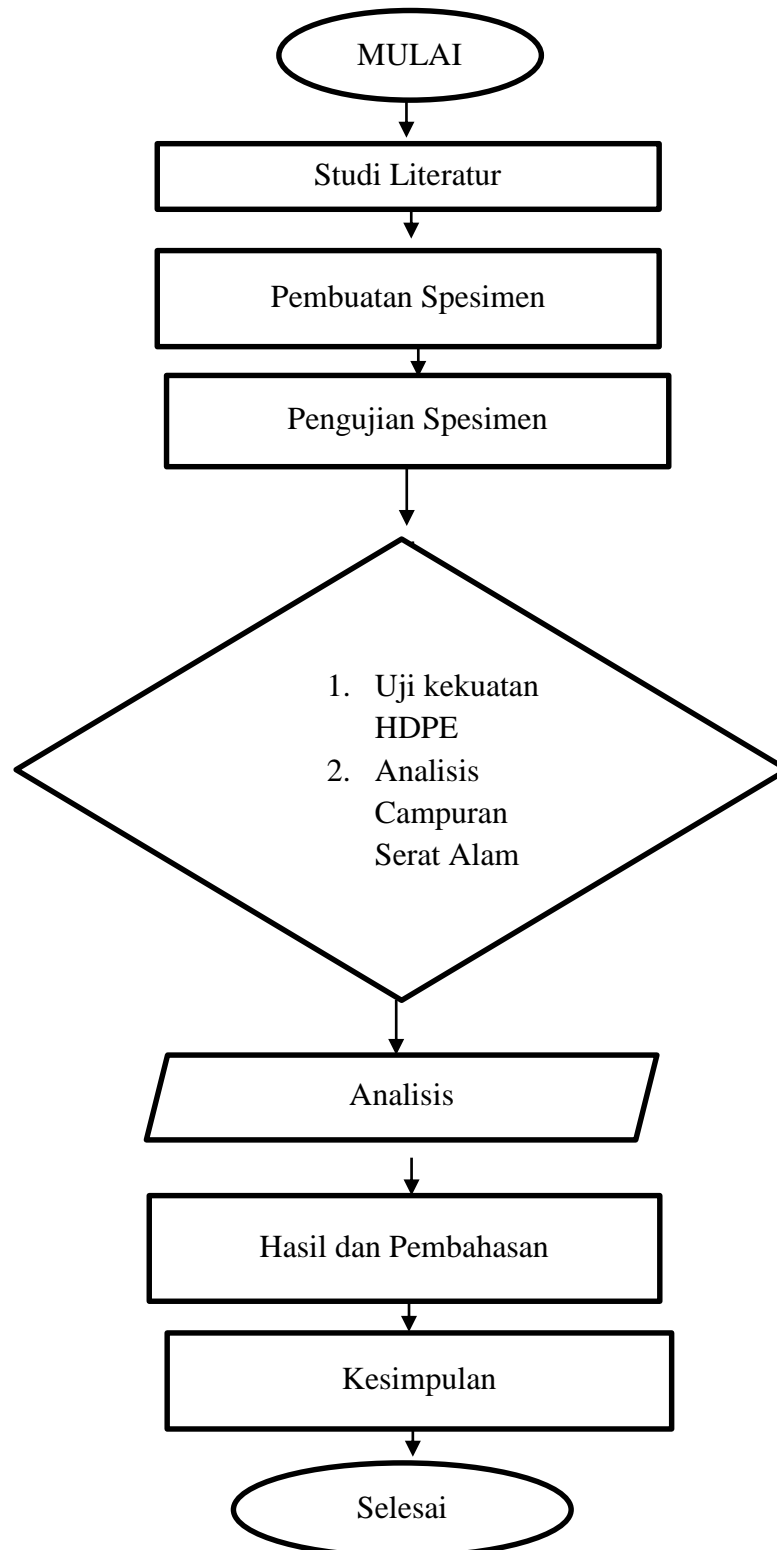 MULAI
Studi Literatur
Pembuatan Spesimen
Pengujian Spesimen
1. Uji kekuatan
HDPE
2. Analisis
Campuran
Serat Alam
Analisis
Hasil dan Pembahasan
Kesimpulan
Selesai